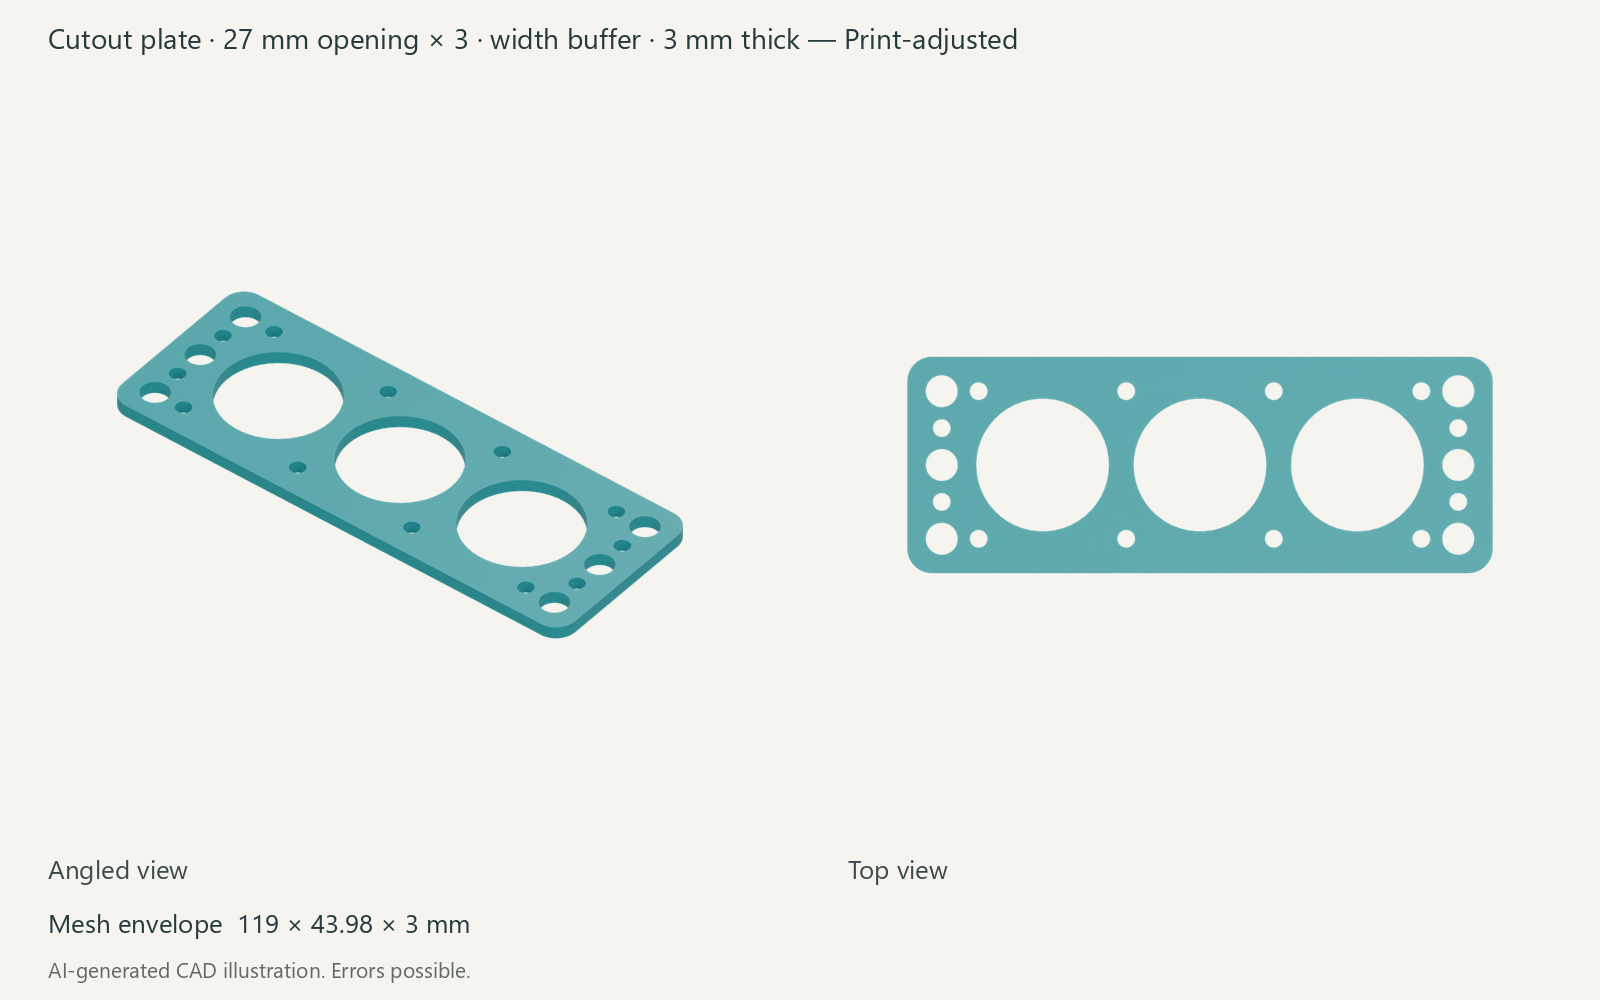 Cutout plate · 27 mm opening × 3 · width buffer · 3 mm thick — Print-adjusted
Angled view
Top view
Mesh envelope  119 × 43.98 × 3 mm
AI-generated CAD illustration. Errors possible.